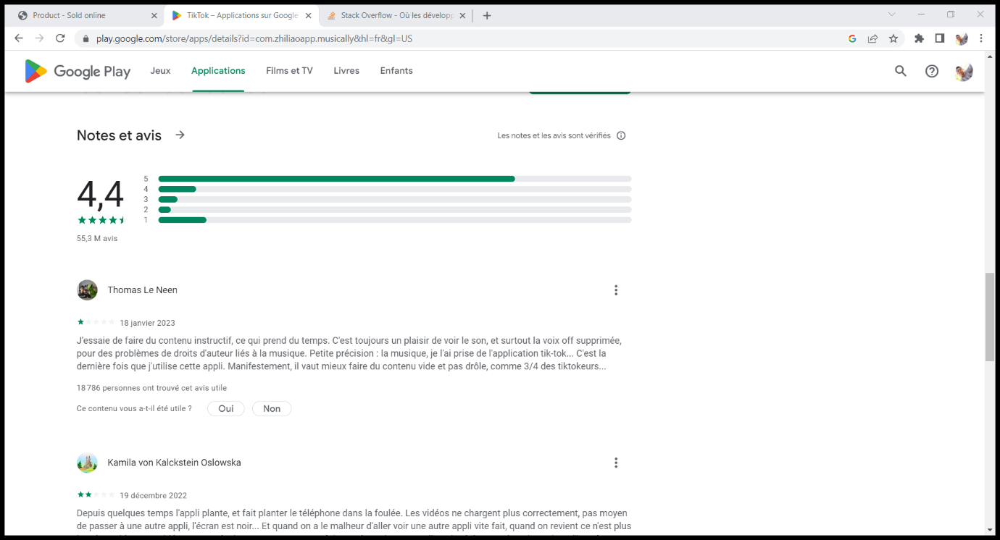 Product - Sold online
TikTok – Applications sur Google
Stack Overflow - Où les développ
play.google.com/store/apps/details?id=com.zhiliaoapp.musically&hl=fr&gl=US
Google Play
Jeux
Applications
Films et TV
Livres
Enfants
Notes et avis
Les notes et les avis sont vérifiés
4,4
5
4
3
2
1
55,3 M avis
Thomas Le Neen
18 janvier 2023
J'essaie de faire du contenu instructif, ce qui prend du temps. C'est toujours un plaisir de voir le son, et surtout la voix off supprimée,
pour des problèmes de droits d'auteur liés à la musique. Petite précision : la musique, je l'ai prise de l'application tik-tok... C'est la
dernière fois que j'utilise cette appli. Manifestement, il vaut mieux faire du contenu vide et pas drôle, comme 3/4 des tiktokeurs...
18 786 personnes ont trouvé cet avis utile
Ce contenu vous a-t-il été utile ?
Oui
Non
Kamila von Kalckstein Oslowska
19 décembre 2022
Depuis quelques temps l'appli plante, et fait planter le téléphone dans la foulée. Les vidéos ne chargent plus correctement, pas moyen
de passer à une autre appli, l'écran est noir... Et quand on a le malheur d'aller voir une autre appli vite fait, quand on revient ce n'est plus